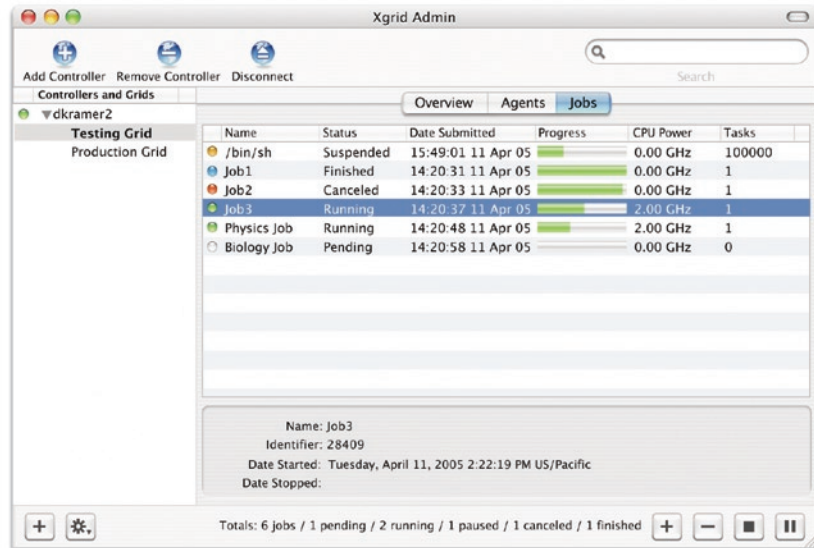 Xgrid Admin
Add Controller Remove Controller Disconnect
Search
Controllers and Grids
Overview Agents Jobs
dkramer2
Testing Grid
Production Grid
Name Status Date Submitted Progress CPU Power Tasks
/bin/sh Suspended 15:49:01 11 Apr 05 0.00 GHz 100000
Job1 Finished 14:20:31 11 Apr 05 0.00 GHz 1
Job2 Canceled 14:20:33 11 Apr 05 0.00 GHz 1
Job3 Running 14:20:37 11 Apr 05 2.00 GHz 1
Physics Job Running 14:20:48 11 Apr 05 2.00 GHz 1
Biology Job Pending 14:20:58 11 Apr 05 0.00 GHz 0
Name: Job3
Identifier: 28409
Date Started: Tuesday, April 11, 2005 2:22:19 PM US/Pacific
Date Stopped:
Totals: 6 jobs / 1 pending / 2 running / 1 paused / 1 canceled / 1 finished